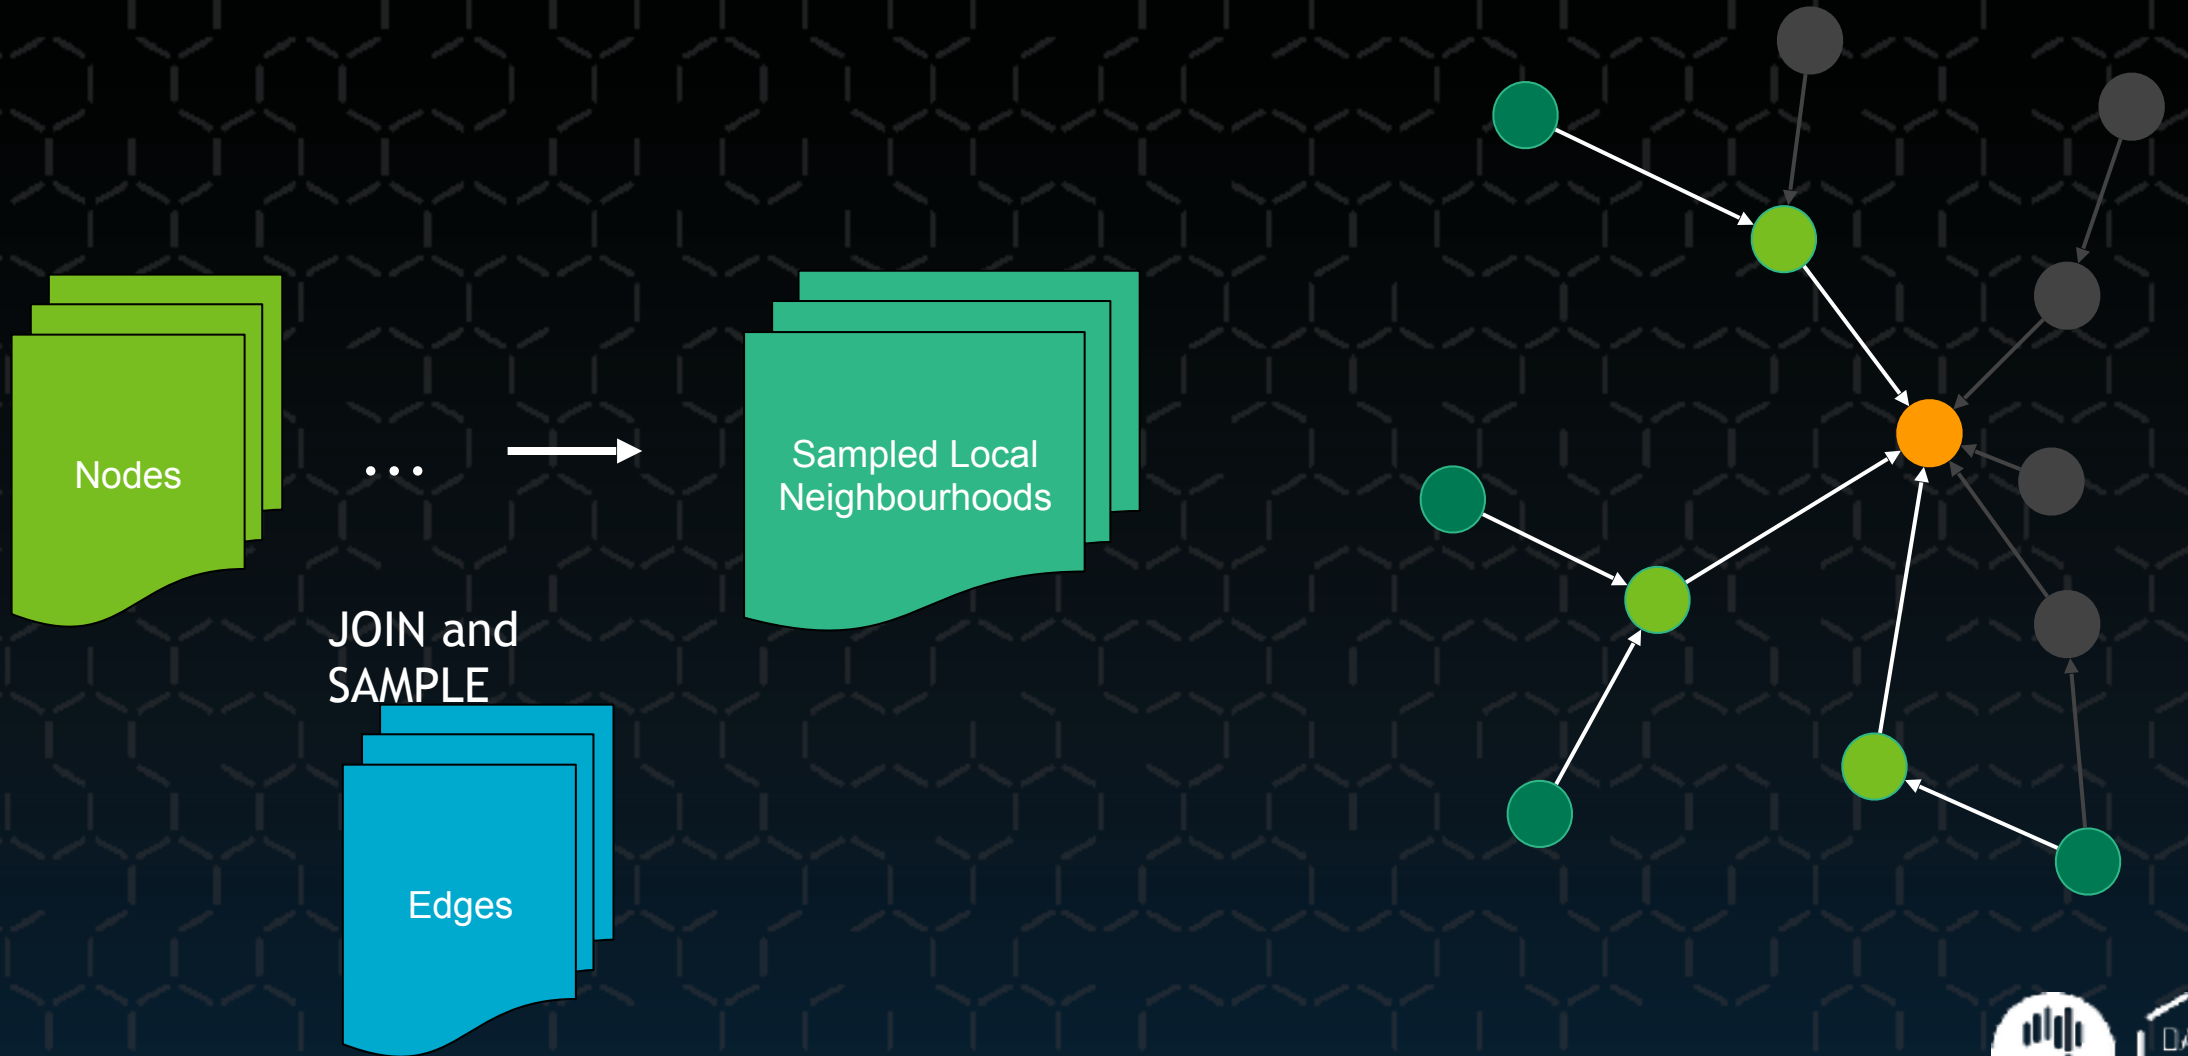 Nodes
...
Sampled Local
Neighbourhoods
JOIN and
SAMPLE
Edges